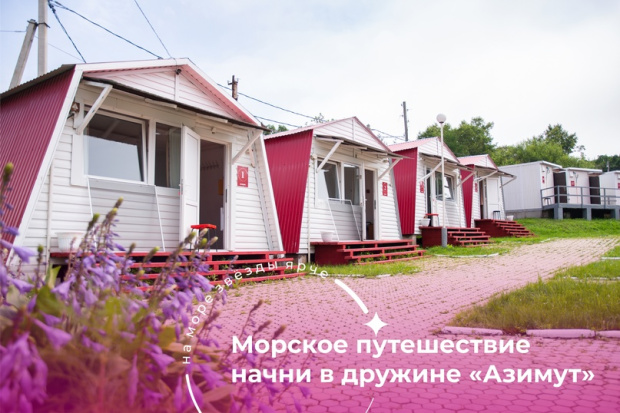 на море звезды ярче
Морское путешествие
начни в дружине «Азимут»